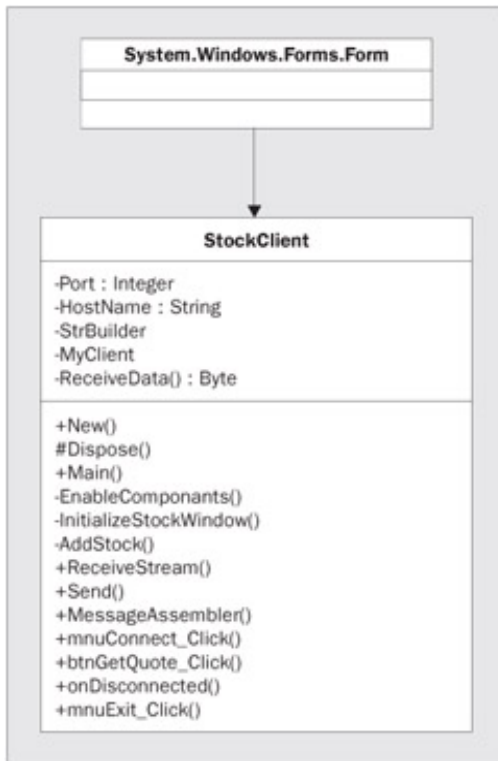 System.Windows.Forms.Form
StockClient
-Port : Integer
-HostName : String
-StrBuilder
-MyClient
-ReceiveData() : Byte
+New()
#Dispose()
+Main()
-EnableComponants()
-InitializeStockWindow()
-AddStock()
+ReceiveStream()
+Send()
+MessageAssembler()
+mnuConnect_Click()
+btnGetQuote_Click()
+onDisconnected()
+mnuExit_Click()